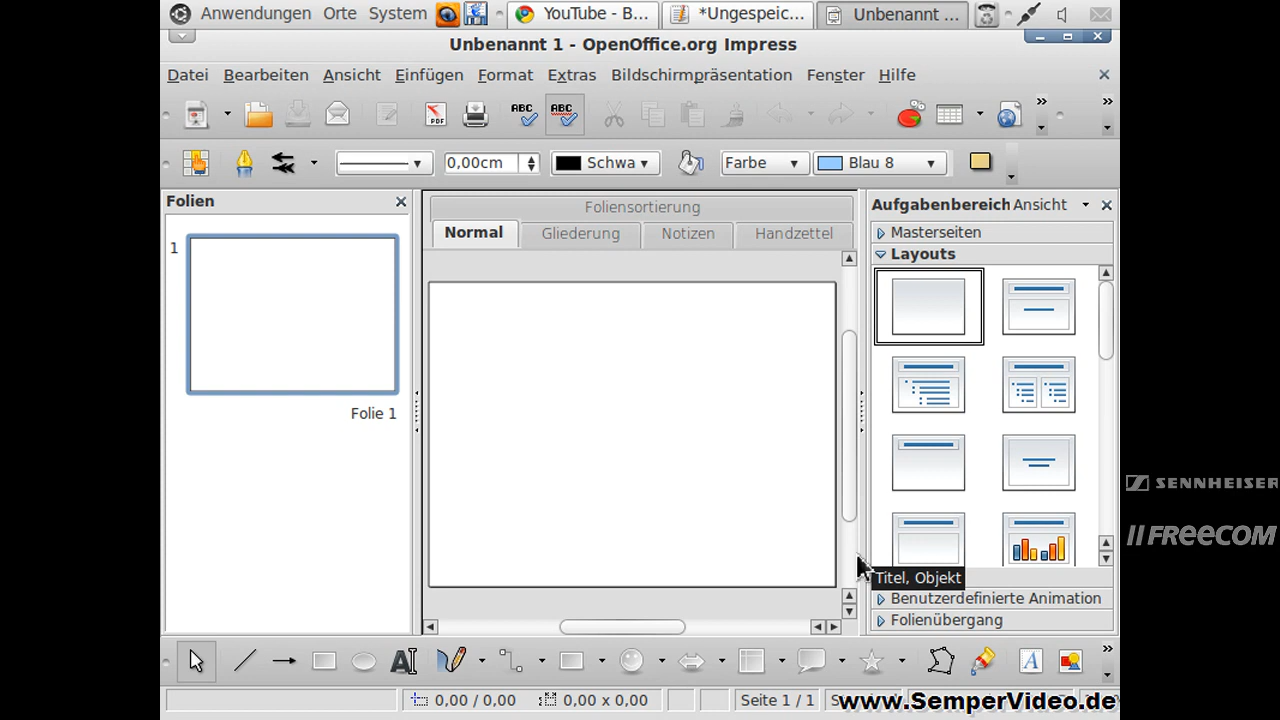 Anwendungen Orte System YouTube - B... *Ungespeic... Unbenannt ...
Unbenannt 1 - OpenOffice.org Impress
Datei Bearbeiten Ansicht Einfügen Format Extras Bildschirmpräsentation Fenster Hilfe
PDF ABC ABC
0,00cm Schwa Farbe Blau 8
Folien
Aufgabenbereich Ansicht
Foliensortierung
Normal Gliederung Notizen Handzettel
Masterseiten
Layouts
1
Folie 1
SENNHEISER
FREECOM
Titel, Objekt
Benutzerdefinierte Animation
Folienübergang
0,00 / 0,00 0,00 x 0,00 Seite 1 / 1
www.SemperVideo.de